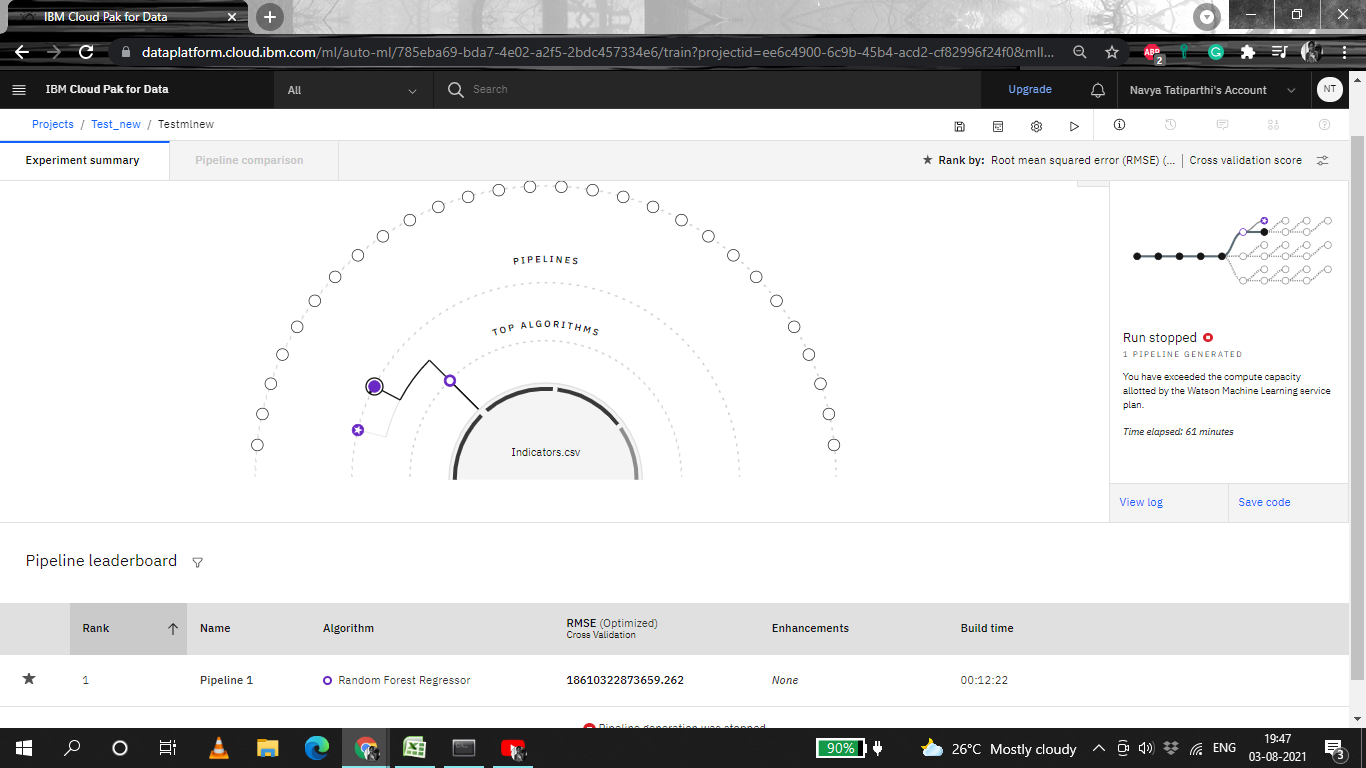 IBM Cloud Pak for Data
dataplatform.cloud.ibm.com/ml/auto-ml/785eba69-bda7-4e02-a2f5-2bdc457334e6/train?projectid=ee6c4900-6c9b-45b4-acd2-cf82996f24f0&mll...
ABP
2
IBM Cloud Pak for Data
All
Search
Upgrade
Navya Tatiparthi's Account
NT
Projects / Test_new / Testmlnew
Experiment summary
Pipeline comparison
Rank by: Root mean squared error (RMSE) (... | Cross validation score
PIPELINES
TOP ALGORITHMS
Indicators.csv
Run stopped
1 PIPELINE GENERATED
You have exceeded the compute capacity
allotted by the Watson Machine Learning service
plan.
Time elapsed: 61 minutes
View log
Save code
Pipeline leaderboard
Rank
Name
Algorithm
RMSE (Optimized)
Cross Validation
Enhancements
Build time
1
Pipeline 1
Random Forest Regressor
18610322873659.262
None
00:12:22
Pipeline generation was stopped
90%
26°C Mostly cloudy
ENG
19:47
03-08-2021
3